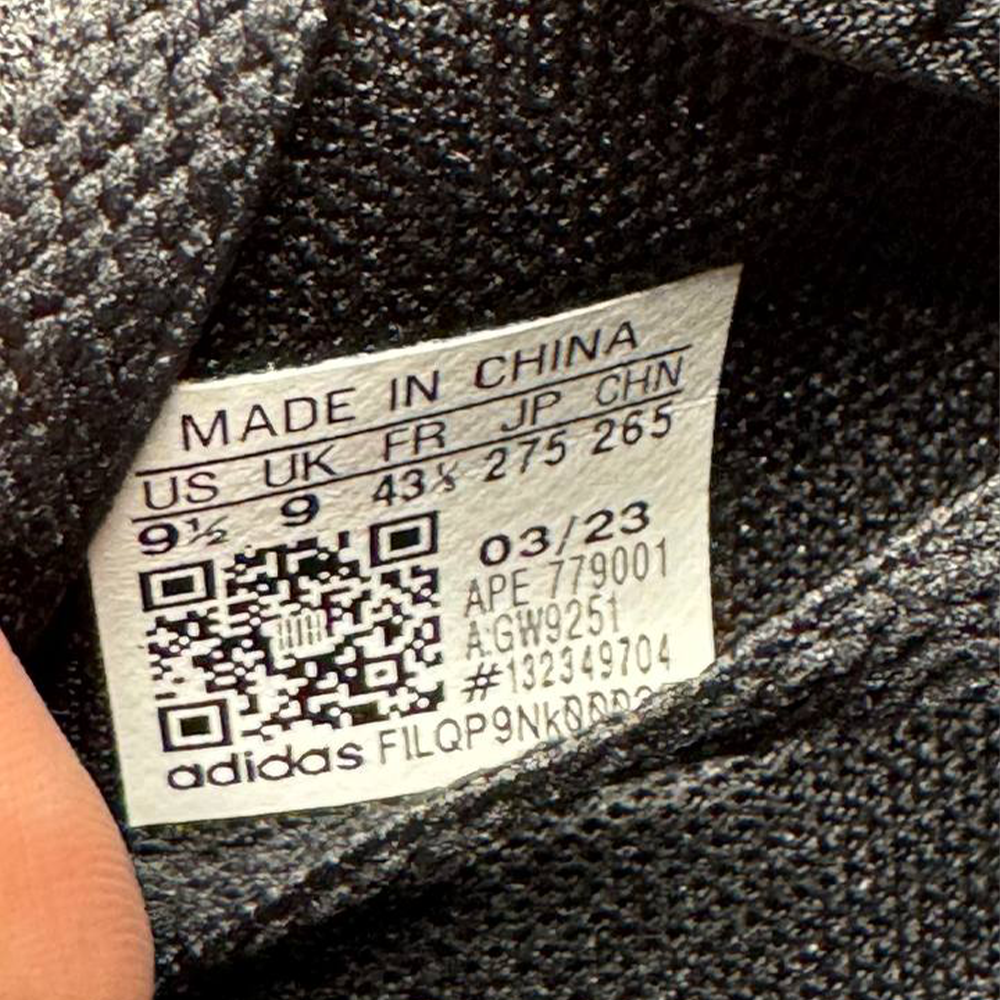 MADE IN CHINA
US UK FR JP CHN
9½ 9 43⅓ 275 265
03/23
APE 779001
A:GW9251
#132349704
adidas